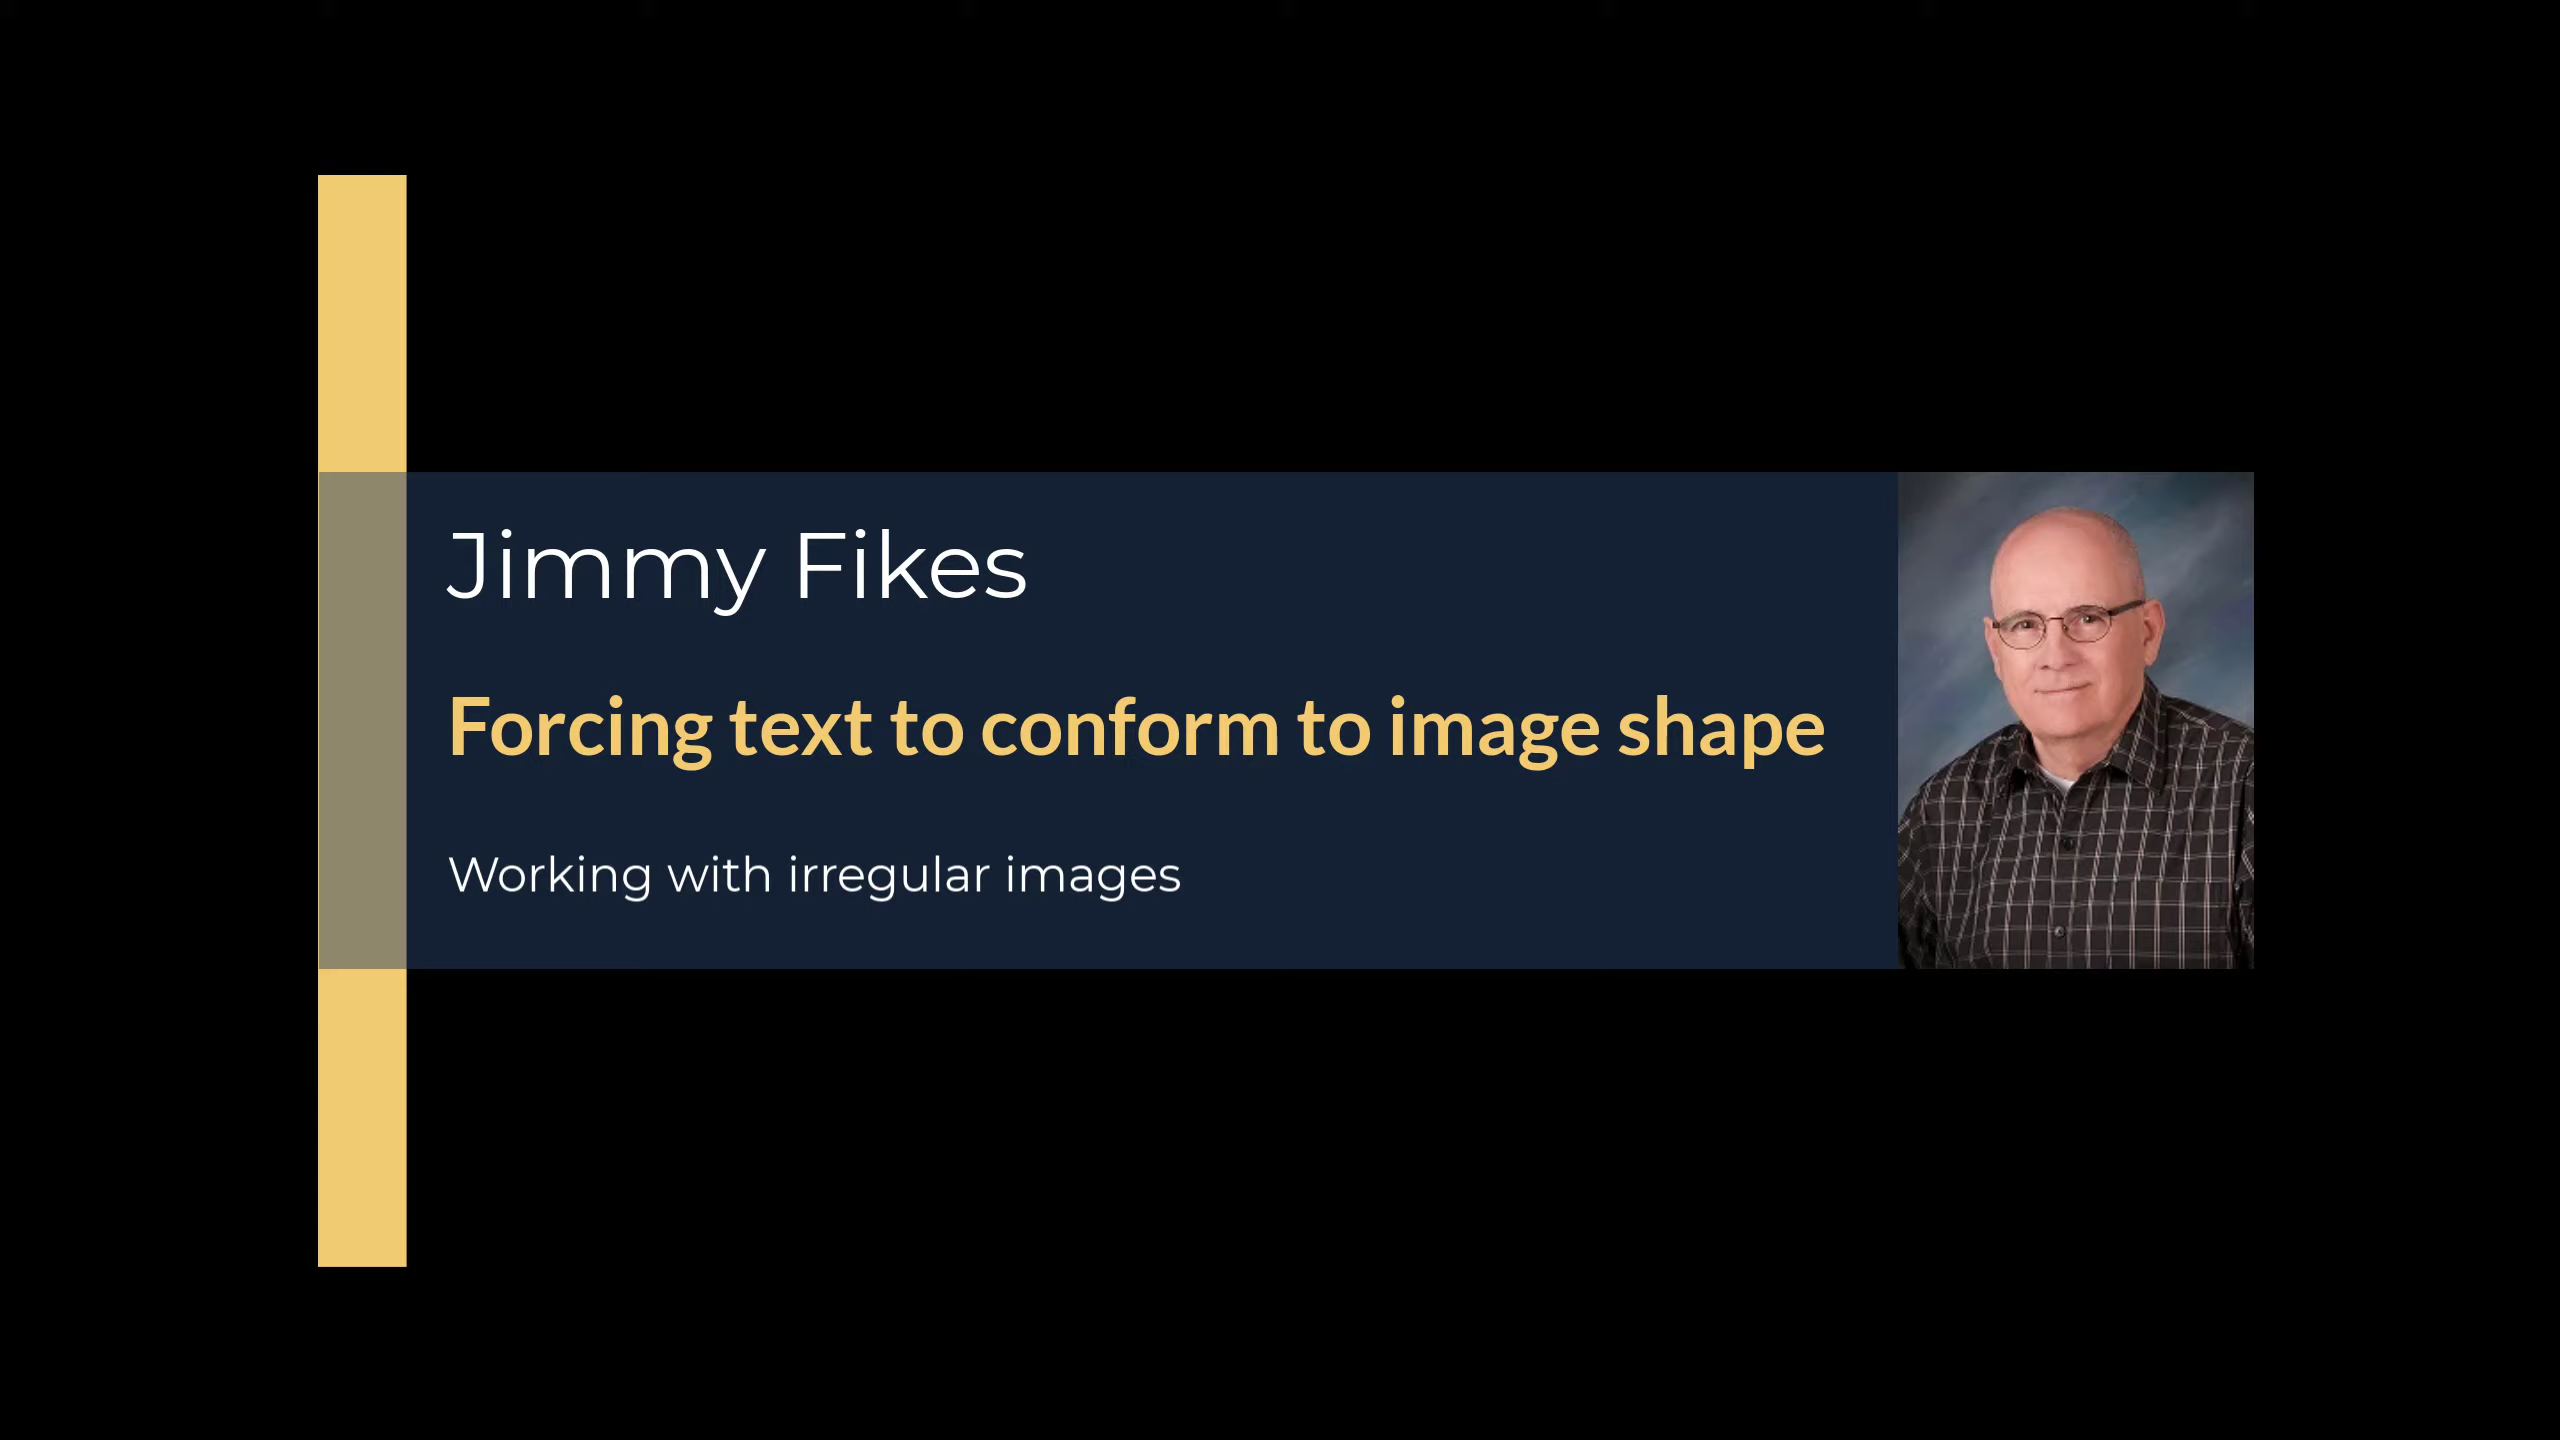 Jimmy Fikes
Forcing text to conform to image shape
Working with irregular images